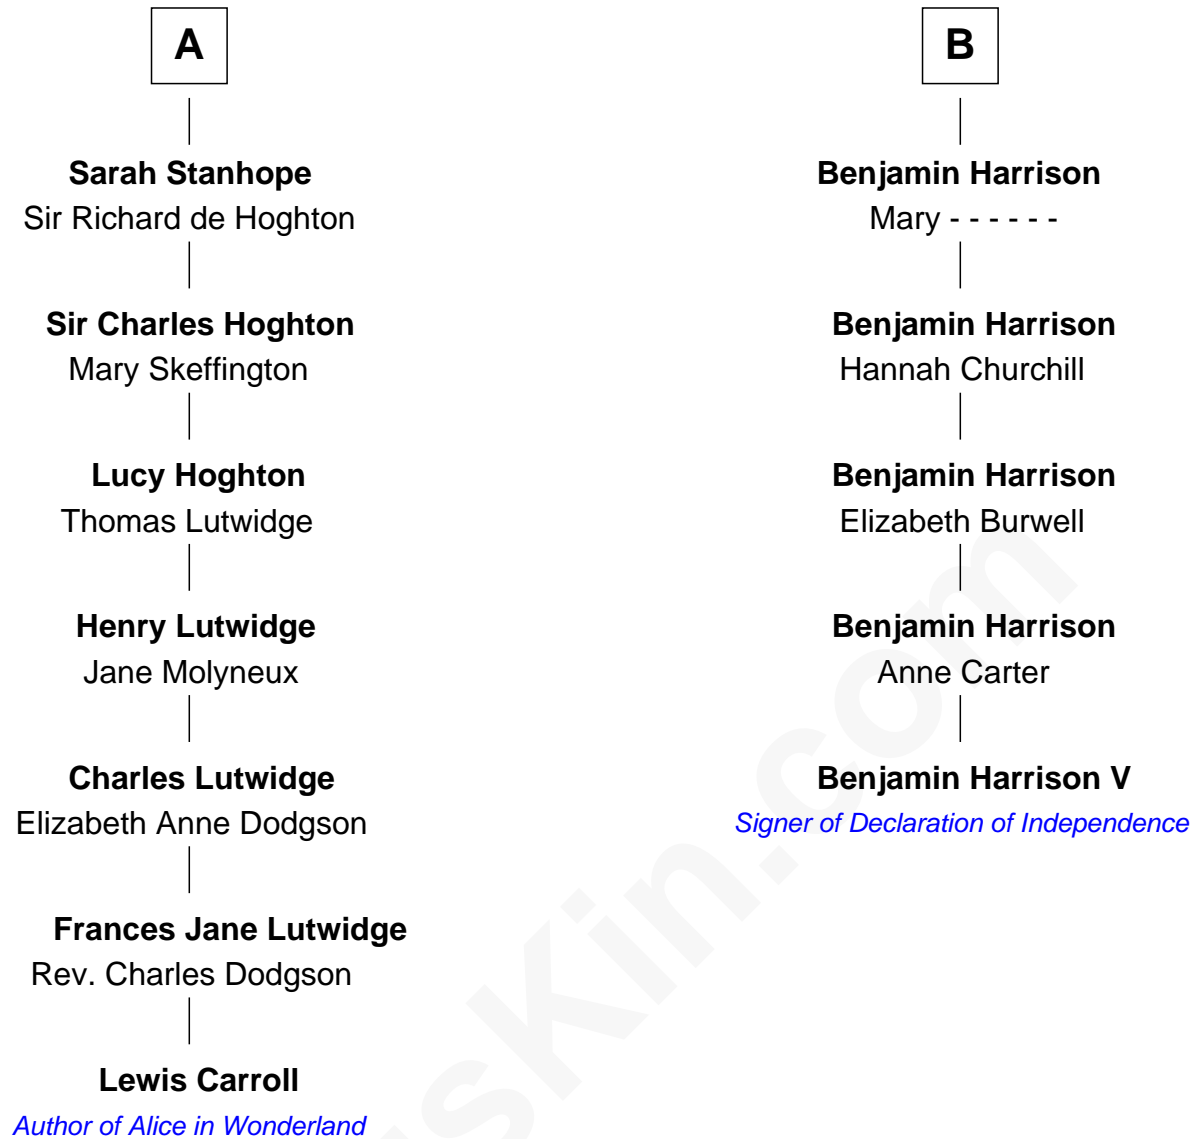 A
Sarah Stanhope
Sir Richard de Hoghton
Sir Charles Hoghton
Mary Skeffington
Lucy Hoghton
Thomas Lutwidge
Henry Lutwidge
Jane Molyneux
Charles Lutwidge
Elizabeth Anne Dodgson
Frances Jane Lutwidge
Rev. Charles Dodgson
Lewis Carroll
Author of Alice in Wonderland
B
Benjamin Harrison
Mary - - - - - -
Benjamin Harrison
Hannah Churchill
Benjamin Harrison
Elizabeth Burwell
Benjamin Harrison
Anne Carter
Benjamin Harrison V
Signer of Declaration of Independence
usKin.com